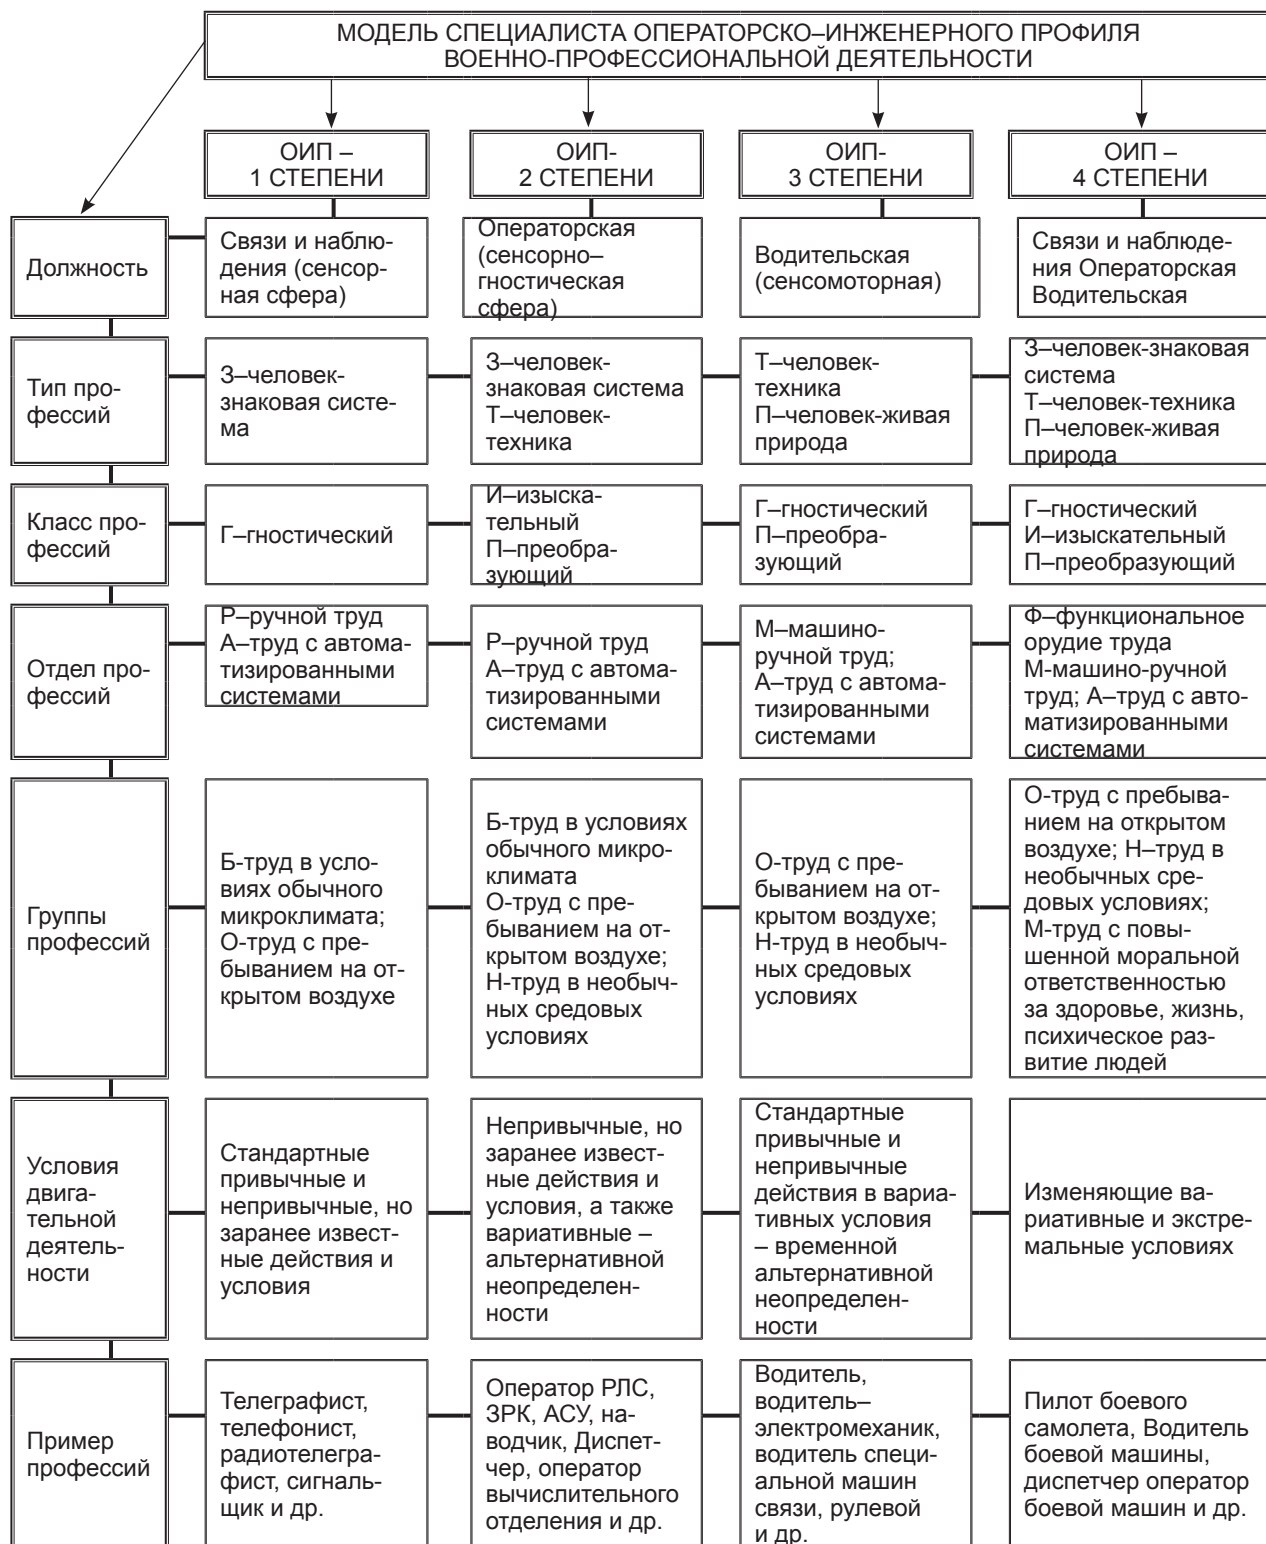 МОДЕЛЬ СПЕЦИАЛИСТА ОПЕРАТОРСКО–ИНЖЕНЕРНОГО ПРОФИЛЯ
ВОЕННО-ПРОФЕССИОНАЛЬНОЙ ДЕЯТЕЛЬНОСТИ
ОИП –
1 СТЕПЕНИ
ОИП-
2 СТЕПЕНИ
ОИП-
3 СТЕПЕНИ
ОИП –
4 СТЕПЕНИ
Должность
Связи и наблю-
дения (сенсор-
ная сфера)
Операторская
(сенсорно–
гностическая
сфера)
Водительская
(сенсомоторная)
Связи и наблюде-
ния Операторская
Водительская
Тип про-
фессий
З–человек-
знаковая систе-
ма
З–человек-
знаковая система
Т–человек-
техника
Т–человек-
техника
П–человек-живая
природа
З–человек-знаковая
система
Т–человек-техника
П–человек-живая
природа
Класс про-
фессий
Г–гностический
И–изыска-
тельный
П–преобра-
зующий
Г–гностический
П–преобра-
зующий
Г–гностический
И–изыскательный
П–преобразующий
Отдел про-
фессий
Р–ручной труд
А–труд с автома-
тизированными
системами
Р–ручной труд
А–труд с автома-
тизированными
системами
М–машино-
ручной труд;
А–труд с автома-
тизированными
системами
Ф–функциональное
орудие труда
М-машино-ручной
труд; А–труд с авто-
матизированными
системами
Группы
профессий
Б-труд в усло-
виях обычного
микроклимата;
О-труд с пре-
быванием на от-
крытом воздухе
Б-труд в условиях
обычного микро-
климата
О-труд с пре-
быванием на от-
крытом воздухе;
Н-труд в необыч-
ных средовых
условиях
О-труд с пре-
быванием на от-
крытом воздухе;
Н-труд в необыч-
ных средовых
условиях
О-труд с пребыва-
нием на открытом
воздухе; Н–труд в
необычных сре-
довых условиях;
М-труд с повы-
шенной моральной
ответственностью
за здоровье, жизнь,
психическое раз-
витие людей
Условия
двига-
тельной
деятель-
ности
Стандартные
привычные и
непривычные, но
заранее извест-
ные действия и
условия
Непривычные, но
заранее извест-
ные действия и
условия, а также
вариативные –
альтернативной
неопределен-
ности
Стандартные
привычные и
непривычные
действия в вариа-
тивных условия
– временной
альтернативной
неопределен-
ности
Изменяющие ва-
риативные и экстре-
мальные условиях
Пример
профессий
Телеграфист,
телефонист,
радиотелегра-
фист, сигналь-
щик и др.
Оператор РЛС,
ЗРК, АСУ, на-
водчик, Диспет-
чер, оператор
вычислительного
отделения и др.
Водитель,
водитель–
электромеханик,
водитель специ-
альной машин
связи, рулевой
и др.
Пилот боевого
самолета, Водитель
боевой машины,
диспетчер оператор
боевой машин и др.